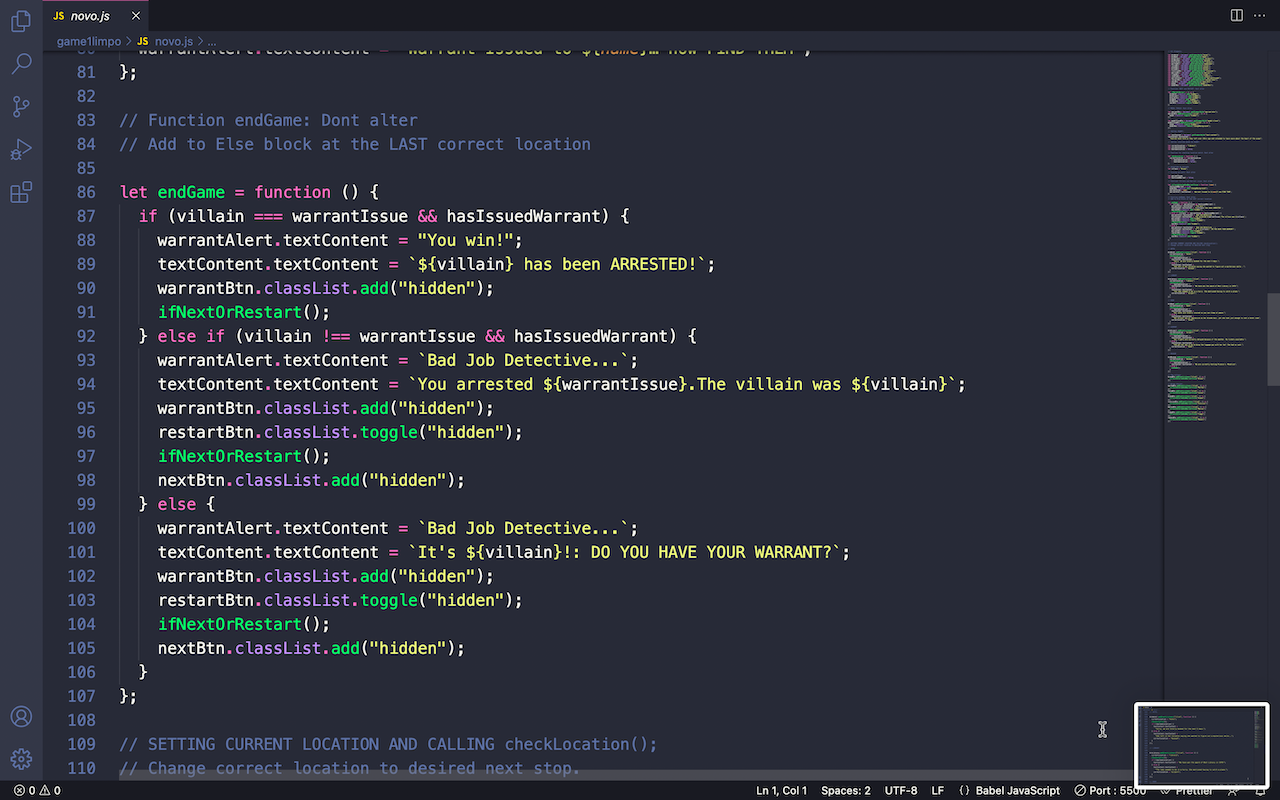 JS novo.js
game1limpo > JS novo.js > ...
warrantAlert.textContent = `Warrant issued to ${name}… Now FIND THEM`;
81 };
82
83 // Function endGame: Dont alter
84 // Add to Else block at the LAST correct location
85
86 let endGame = function () {
87 if (villain === warrantIssue && hasIssuedWarrant) {
88 warrantAlert.textContent = "You win!";
89 textContent.textContent = `${villain} has been ARRESTED!`;
90 warrantBtn.classList.add("hidden");
91 ifNextOrRestart();
92 } else if (villain !== warrantIssue && hasIssuedWarrant) {
93 warrantAlert.textContent = `Bad Job Detective...`;
94 textContent.textContent = `You arrested ${warrantIssue}.The villain was ${villain}`;
95 warrantBtn.classList.add("hidden");
96 restartBtn.classList.toggle("hidden");
97 ifNextOrRestart();
98 nextBtn.classList.add("hidden");
99 } else {
100 warrantAlert.textContent = `Bad Job Detective...`;
101 textContent.textContent = `It's ${villain}!: DO YOU HAVE YOUR WARRANT?`;
102 warrantBtn.classList.add("hidden");
103 restartBtn.classList.toggle("hidden");
104 ifNextOrRestart();
105 nextBtn.classList.add("hidden");
106 }
107 };
108
109 // SETTING CURRENT LOCATION AND CALLING checkLocation();
110 // Change correctLocation to desired next stop.
0 0 Ln 1, Col 1 Spaces: 2 UTF-8 LF {} Babel JavaScript Port : 5500 Prettier